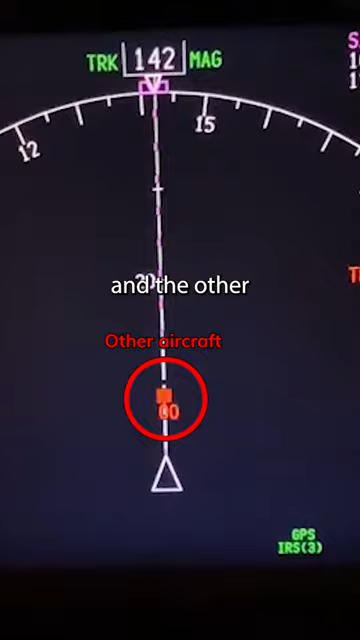 TRK 142 MAG
12
15
20
and the other
Other aircraft
00
GPS
IRS(3)